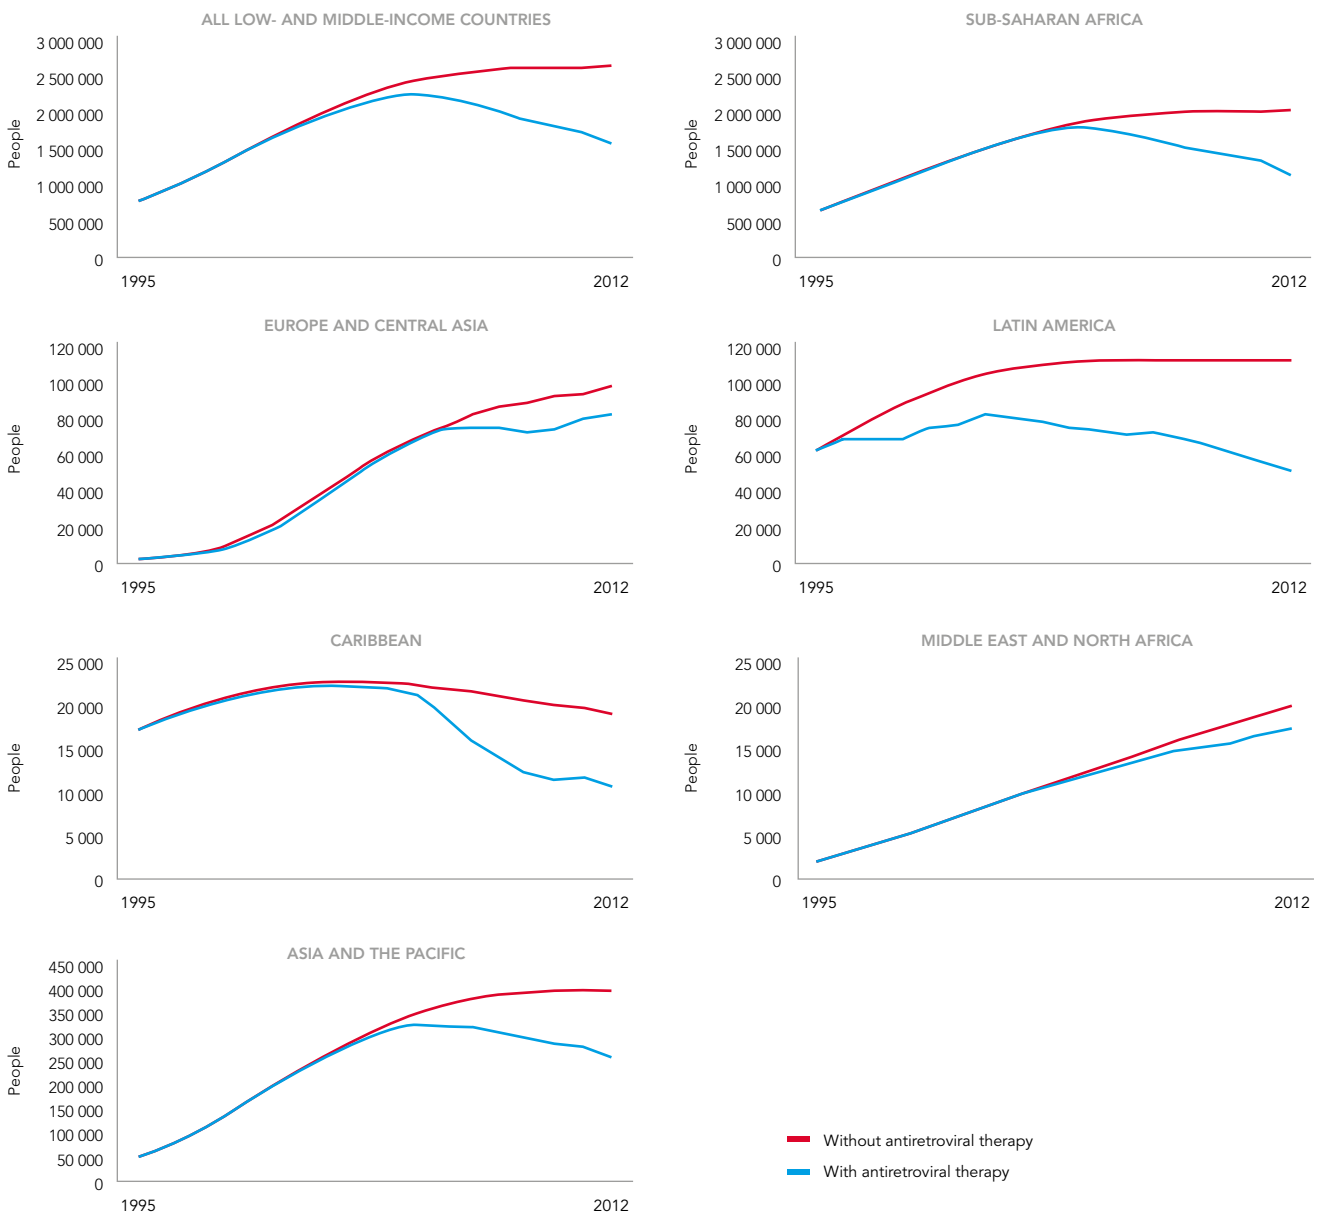 ALL LOW- AND MIDDLE-INCOME COUNTRIES
People
3 000 000
2 500 000
2 000 000
1 500 000
1 000 000
500 000
0
1995
2012
SUB-SAHARAN AFRICA
People
3 000 000
2 500 000
2 000 000
1 500 000
1 000 000
500 000
0
1995
2012
EUROPE AND CENTRAL ASIA
People
120 000
100 000
80 000
60 000
40 000
20 000
0
1995
2012
LATIN AMERICA
People
120 000
100 000
80 000
60 000
40 000
20 000
0
1995
2012
CARIBBEAN
People
25 000
20 000
15 000
10 000
5 000
0
1995
2012
MIDDLE EAST AND NORTH AFRICA
People
25 000
20 000
15 000
10 000
5 000
0
1995
2012
ASIA AND THE PACIFIC
People
450 000
400 000
350 000
300 000
250 000
200 000
150 000
100 000
50 000
0
1995
2012
Without antiretroviral therapy
With antiretroviral therapy